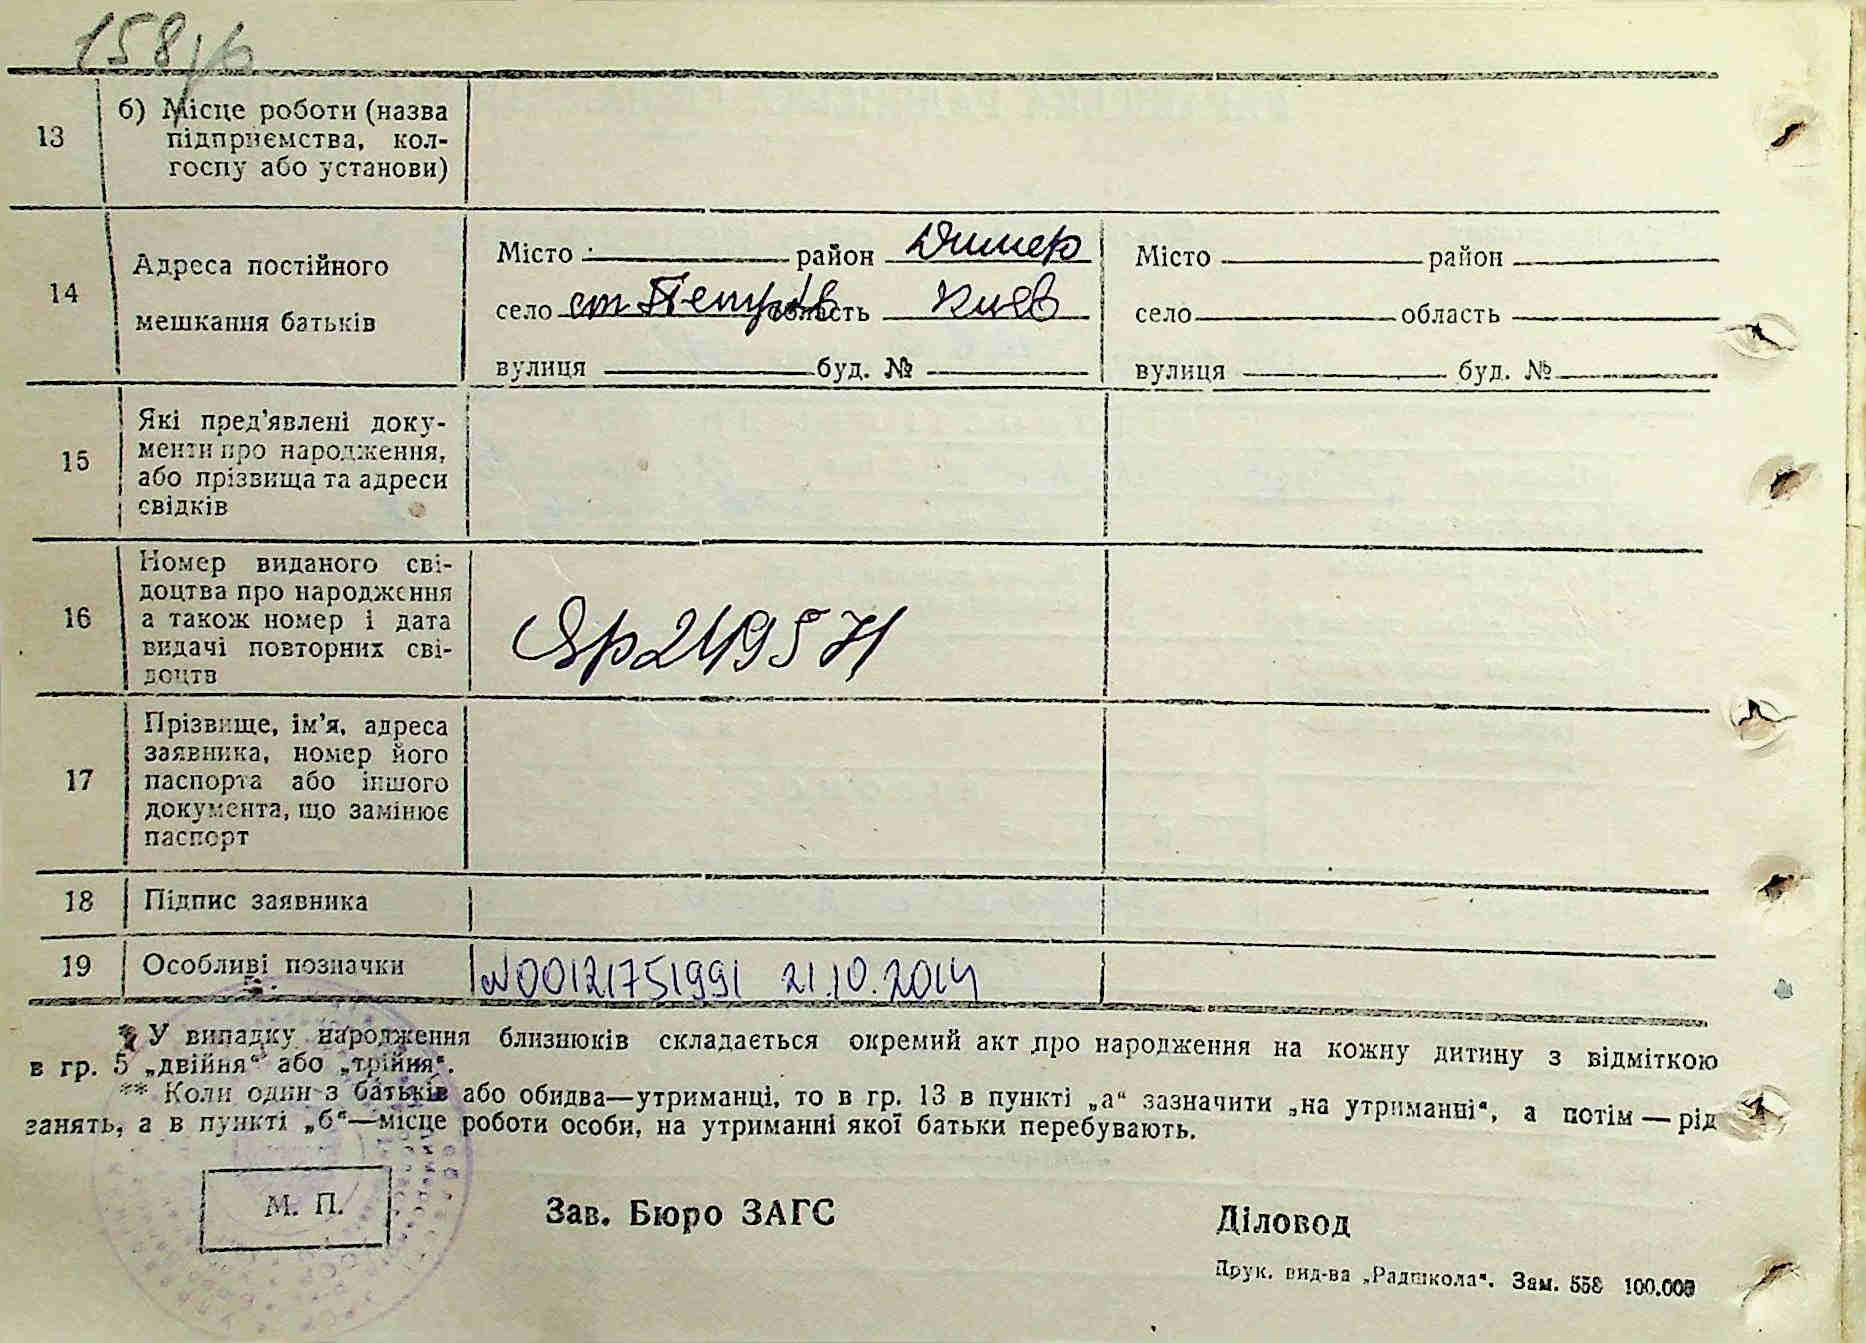 158
13
б) Місце роботи (назва
підприємства, кол-
госпу або установи)
14
Адреса постійного
мешкання батьків
Місто район Димер
село ст Петрів область Киев
вулиця буд. №
Місто район
село область
вулиця буд. №
15
Які пред'явлені доку-
менти про народження,
або прізвища та адреси
свідків
16
Номер виданого сві-
доцтва про народження
а також номер і дата
видачі повторних сві-
доцтв
17
Прізвище, ім'я, адреса
заявника, номер його
паспорта або іншого
документа, що замінює
паспорт
18 Підпис заявника
19 Особливі позначки
N00121751991 21.10.2014
* У випадку народження близнюків складається окремий акт про народження на кожну дитину з відміткою
в гр. 5 „двійня“ або „трійня“.
** Коли один з батьків або обидва—утриманці, то в гр. 13 в пункті „а“ зазначити „на утриманні“, а потім—рід
занять, а в пункті „б“—місце роботи особи, на утриманні якої батьки перебувають.
М. П.
Зав. Бюро ЗАГС
Діловод
Друк. вид-ва „Радшкола“. Зам. 558 100.000